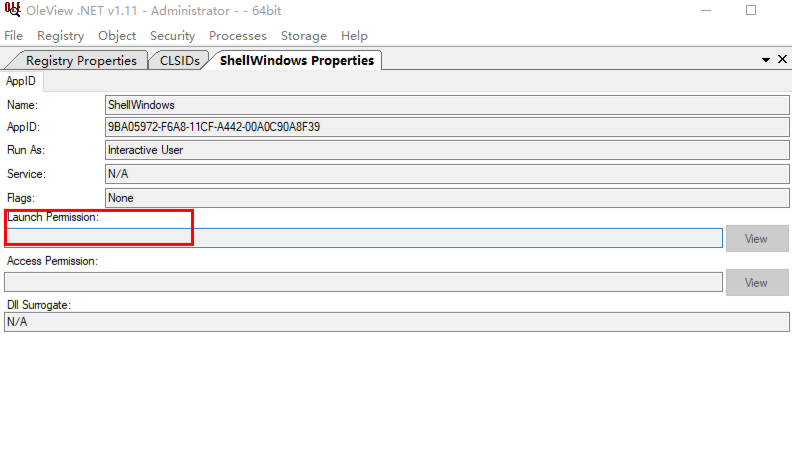 OleView .NET v1.11 - Administrator - - 64bit
File Registry Object Security Processes Storage Help
Registry Properties CLSIDs ShellWindows Properties
AppID
Name: ShellWindows
AppID: 9BA05972-F6A8-11CF-A442-00A0C90A8F39
Run As: Interactive User
Service: N/A
Flags: None
Launch Permission:
View
Access Permission:
View
Dll Surrogate:
N/A